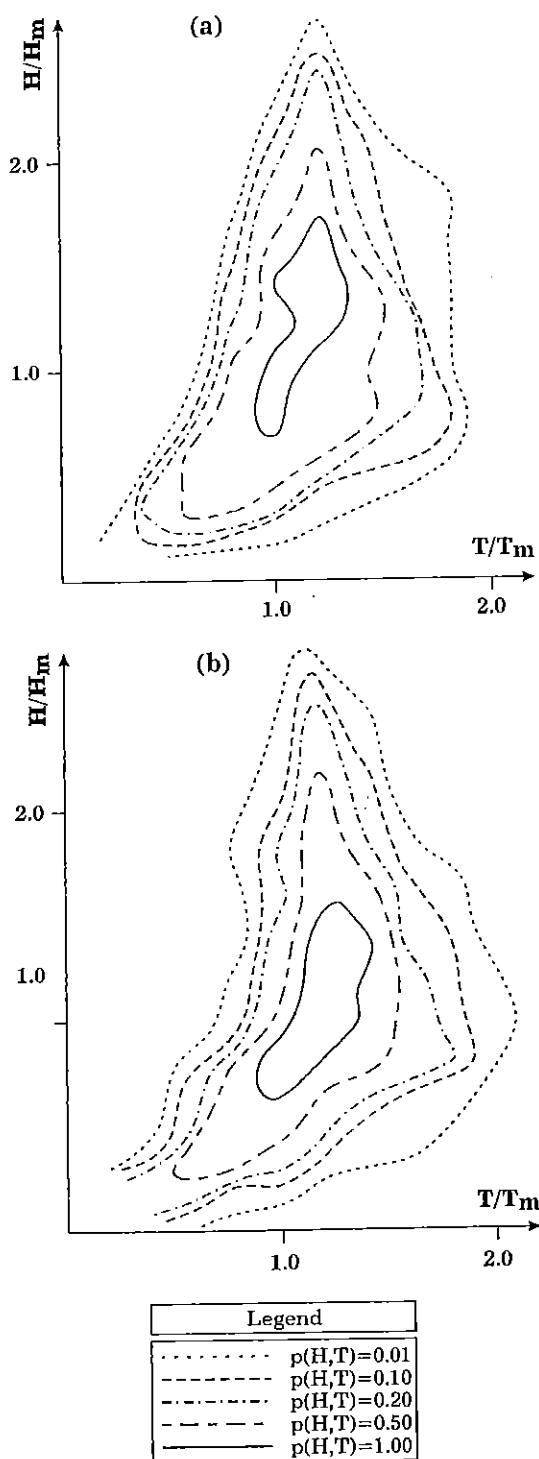 (a)
H/Hm
2.0
1.0
T/Tm
1.0
2.0
(b)
H/Hm
2.0
1.0
T/Tm
1.0
2.0
Legend
p(H,T)=0.01
p(H,T)=0.10
p(H,T)=0.20
p(H,T)=0.50
p(H,T)=1.00